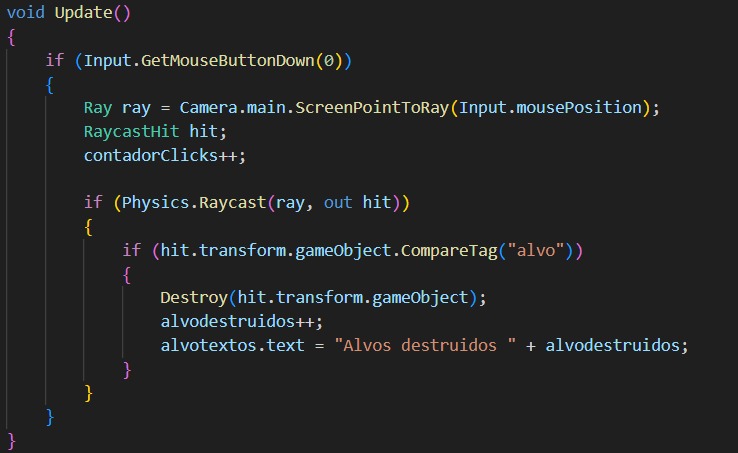 void Update()
{
    if (Input.GetMouseButtonDown(0))
    {
        Ray ray = Camera.main.ScreenPointToRay(Input.mousePosition);
        RaycastHit hit;
        contadorClicks++;

        if (Physics.Raycast(ray, out hit))
        {
            if (hit.transform.gameObject.CompareTag("alvo"))
            {
                Destroy(hit.transform.gameObject);
                alvodestruidos++;
                alvotextos.text = "Alvos destruidos " + alvodestruidos;
            }
        }
    }
}